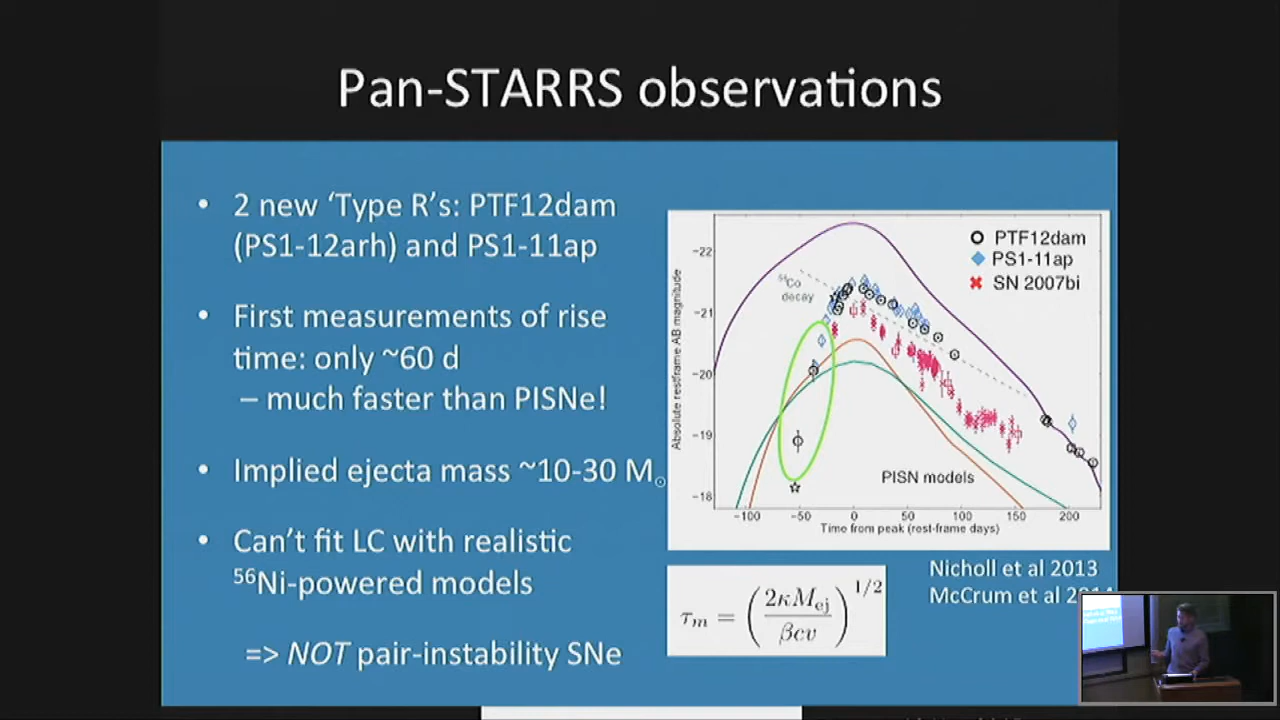 Pan-STARRS observations
• 2 new ‘Type R’s: PTF12dam
(PS1-12arh) and PS1-11ap
• First measurements of rise
time: only ~60 d
– much faster than PISNe!
• Implied ejecta mass ~10-30 M⊙
• Can’t fit LC with realistic
⁵⁶Ni-powered models
=> NOT pair-instability SNe
PTF12dam
PS1-11ap
SN 2007bi
⁵⁶Co
decay
PISN models
Absolute restframe AB magnitude
−22
−21
−20
−19
−18
−100 −50 0 50 100 150 200
Time from peak (rest-frame days)
τₘ = (2κM_ej / βcv)^1/2
Nicholl et al 2013
McCrum et al